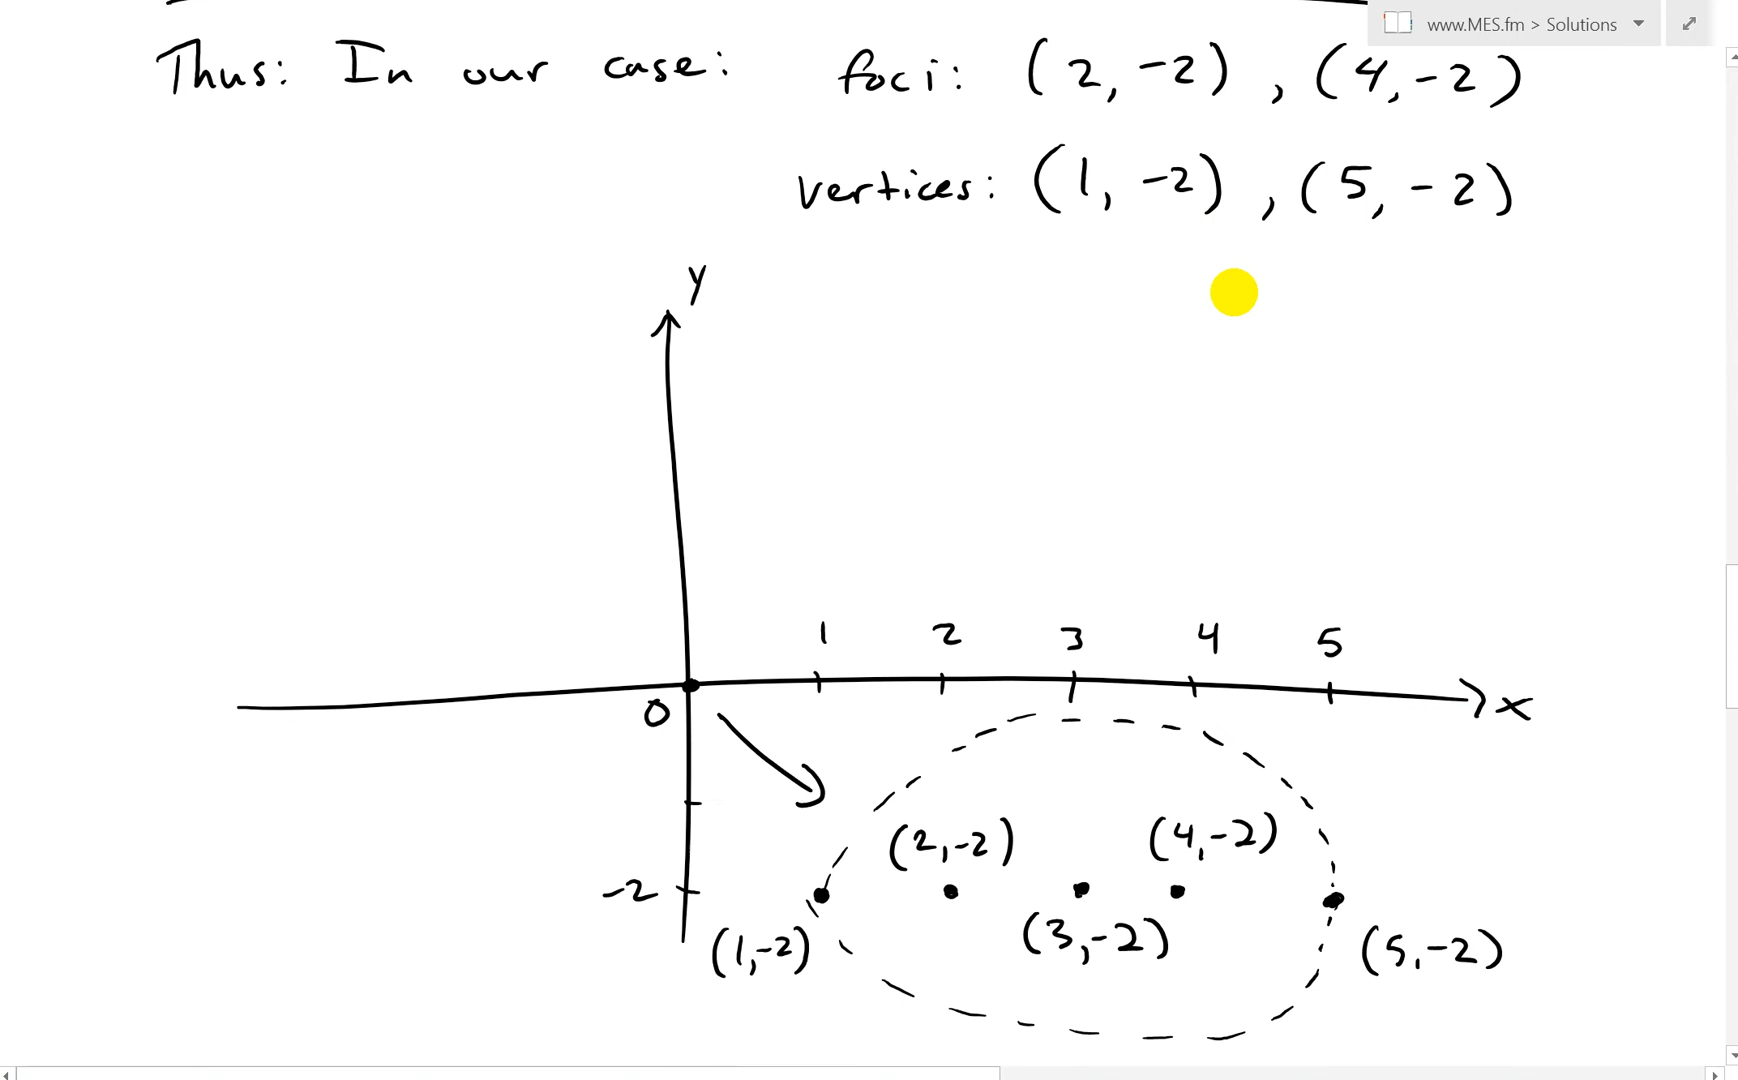 www.MES.fm > Solutions
Thus: In our case: foci: (2, -2) , (4, -2)
vertices: (1, -2) , (5, -2)
y
1 2 3 4 5
0 x
(2, -2) (4, -2)
-2
(1, -2) (3, -2) (5, -2)